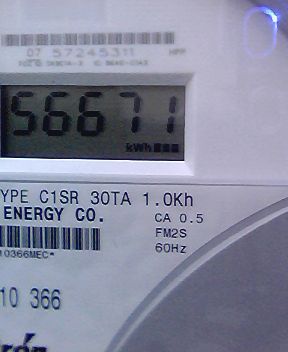 07 57245311
56671
kWh
YPE C1SR 30TA 1.0Kh
ENERGY CO.
CA 0.5
FM2S
60Hz
10366MEC*
10 366
rón